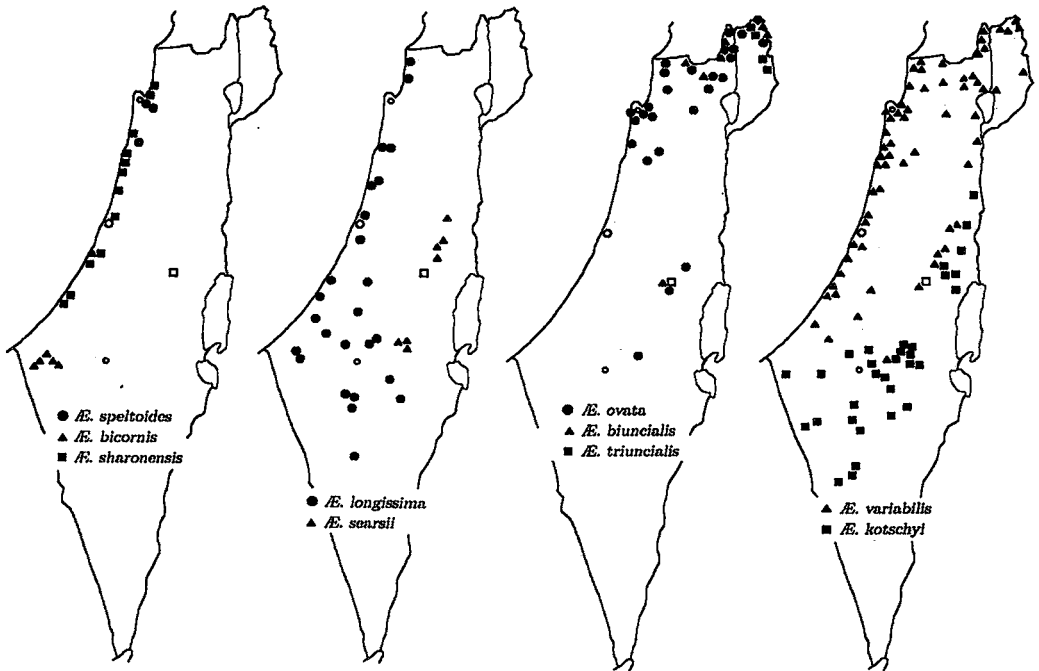 Æ. speltoides
Æ. bicornis
Æ. sharonensis
Æ. longissima
Æ. searsii
Æ. ovata
Æ. biuncialis
Æ. triuncialis
Æ. variabilis
Æ. kotschyi